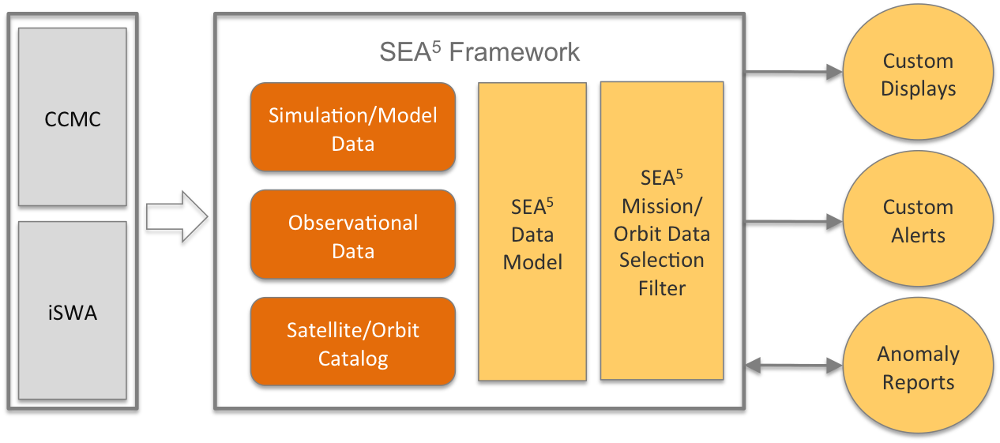 CCMC
iSWA
SEA⁵ Framework
Simulation/Model
Data
Observational
Data
Satellite/Orbit
Catalog
SEA⁵
Data
Model
SEA⁵
Mission/
Orbit Data
Selection
Filter
Custom
Displays
Custom
Alerts
Anomaly
Reports